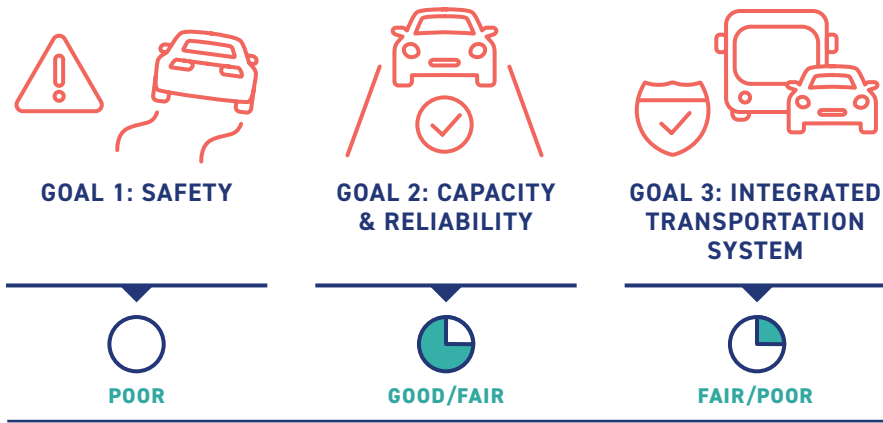 GOAL 1: SAFETY
GOAL 2: CAPACITY
& RELIABILITY
GOAL 3: INTEGRATED
TRANSPORTATION
SYSTEM
POOR
GOOD/FAIR
FAIR/POOR